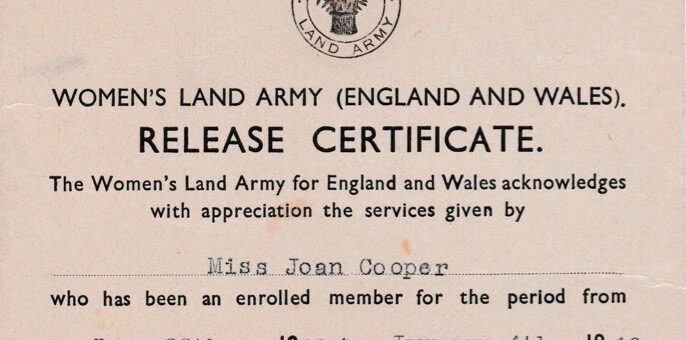 LAND ARMY
WOMEN'S LAND ARMY (ENGLAND AND WALES).
RELEASE CERTIFICATE.
The Women's Land Army for England and Wales acknowledges
with appreciation the services given by
Miss Joan Cooper
who has been an enrolled member for the period from